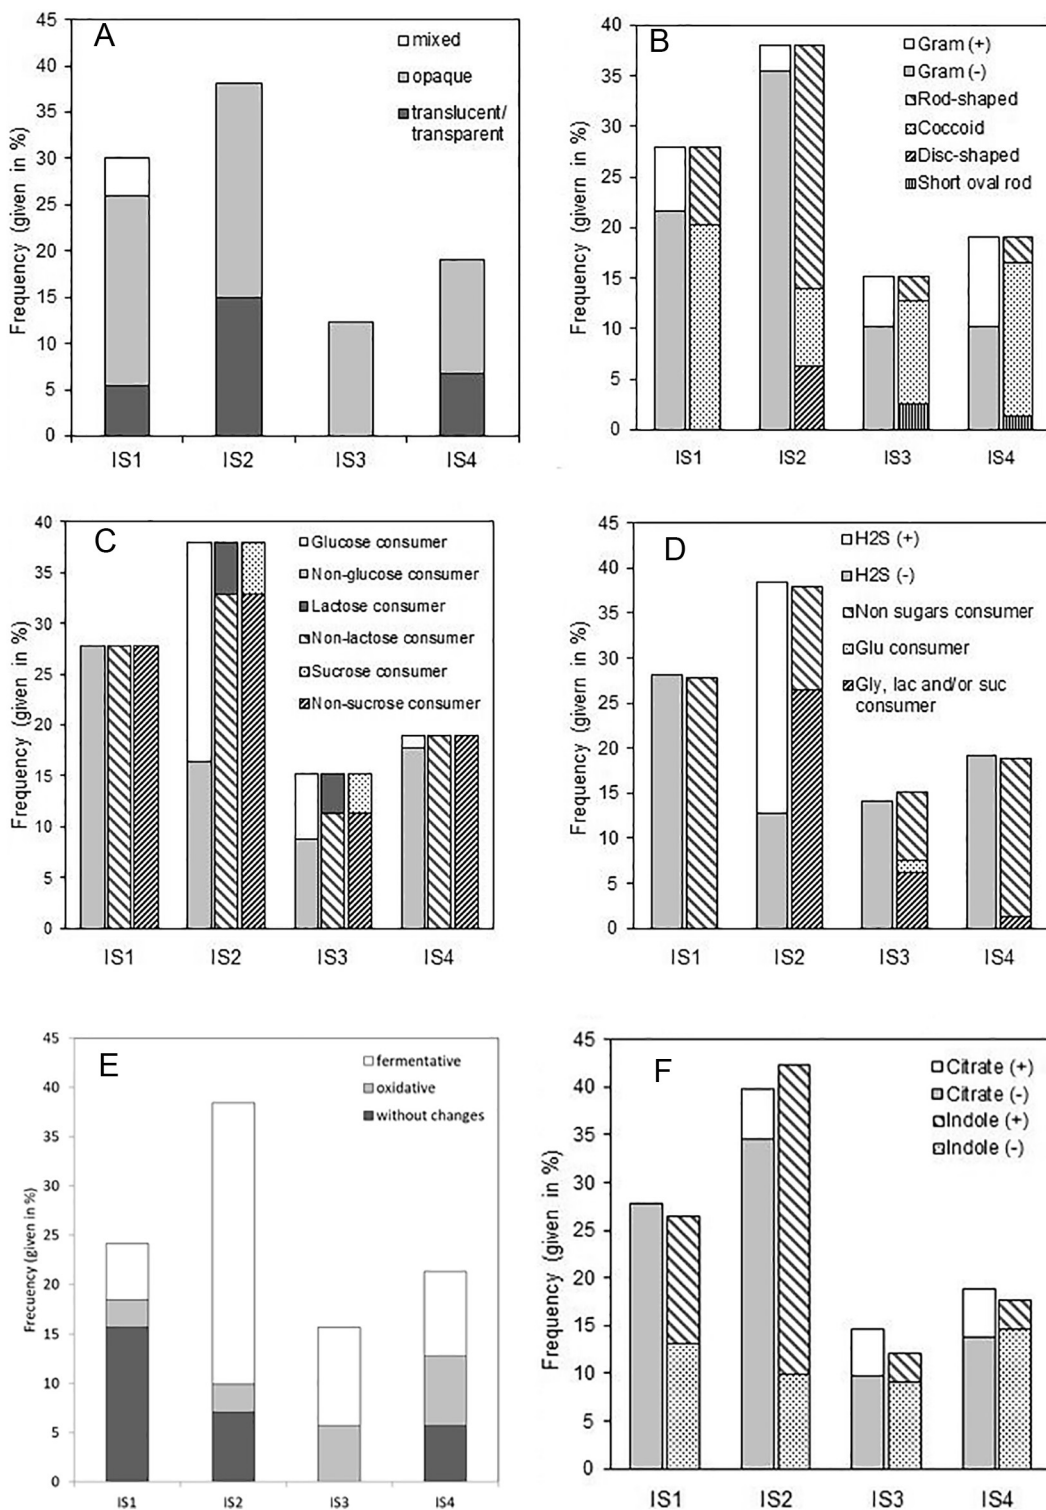 A
mixed
opaque
translucent/
transparent
Frequency (given in %)
45
40
35
30
25
20
15
10
5
0
IS1 IS2 IS3 IS4
B
Gram (+)
Gram (-)
Rod-shaped
Coccoid
Disc-shaped
Short oval rod
Frequency (givern in %)
40
35
30
25
20
15
10
5
0
IS1 IS2 IS3 IS4
C
Glucose consumer
Non-glucose consumer
Lactose consumer
Non-lactose consumer
Sucrose consumer
Non-sucrose consumer
Frequency (given in %)
40
35
30
25
20
15
10
5
0
IS1 IS2 IS3 IS4
D
H2S (+)
H2S (-)
Non sugars consumer
Glu consumer
Gly, lac and/or suc
consumer
Frequency (given in %)
45
40
35
30
25
20
15
10
5
0
IS1 IS2 IS3 IS4
E
fermentative
oxidative
without changes
Frecuency (given in %)
45
40
35
30
25
20
15
10
5
0
IS1 IS2 IS3 IS4
F
Citrate (+)
Citrate (-)
Indole (+)
Indole (-)
Frequency (given in %)
45
40
35
30
25
20
15
10
5
0
IS1 IS2 IS3 IS4